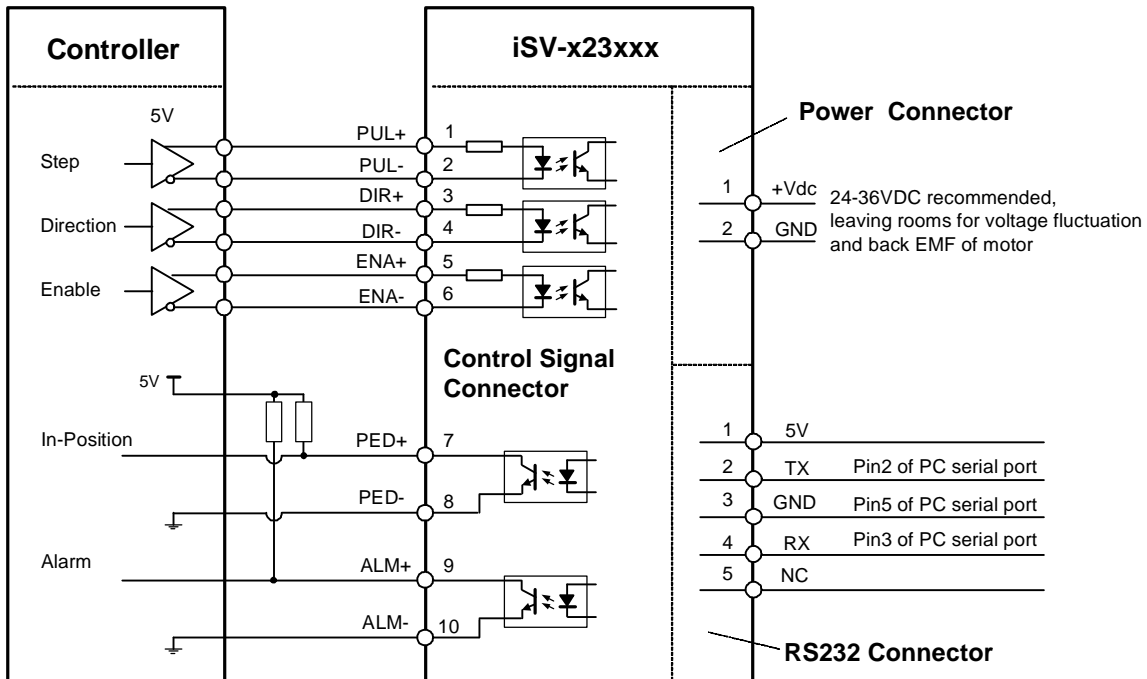 Controller
iSV-x23xxx
5V
Step
Direction
Enable
PUL+ 1
PUL- 2
DIR+ 3
DIR- 4
ENA+ 5
ENA- 6
Control Signal
Connector
5V
In-Position
PED+ 7
PED- 8
Alarm
ALM+ 9
ALM- 10
Power Connector
1 +Vdc
2 GND
24-36VDC recommended,
leaving rooms for voltage fluctuation
and back EMF of motor
1 5V
2 TX Pin2 of PC serial port
3 GND Pin5 of PC serial port
4 RX Pin3 of PC serial port
5 NC
RS232 Connector